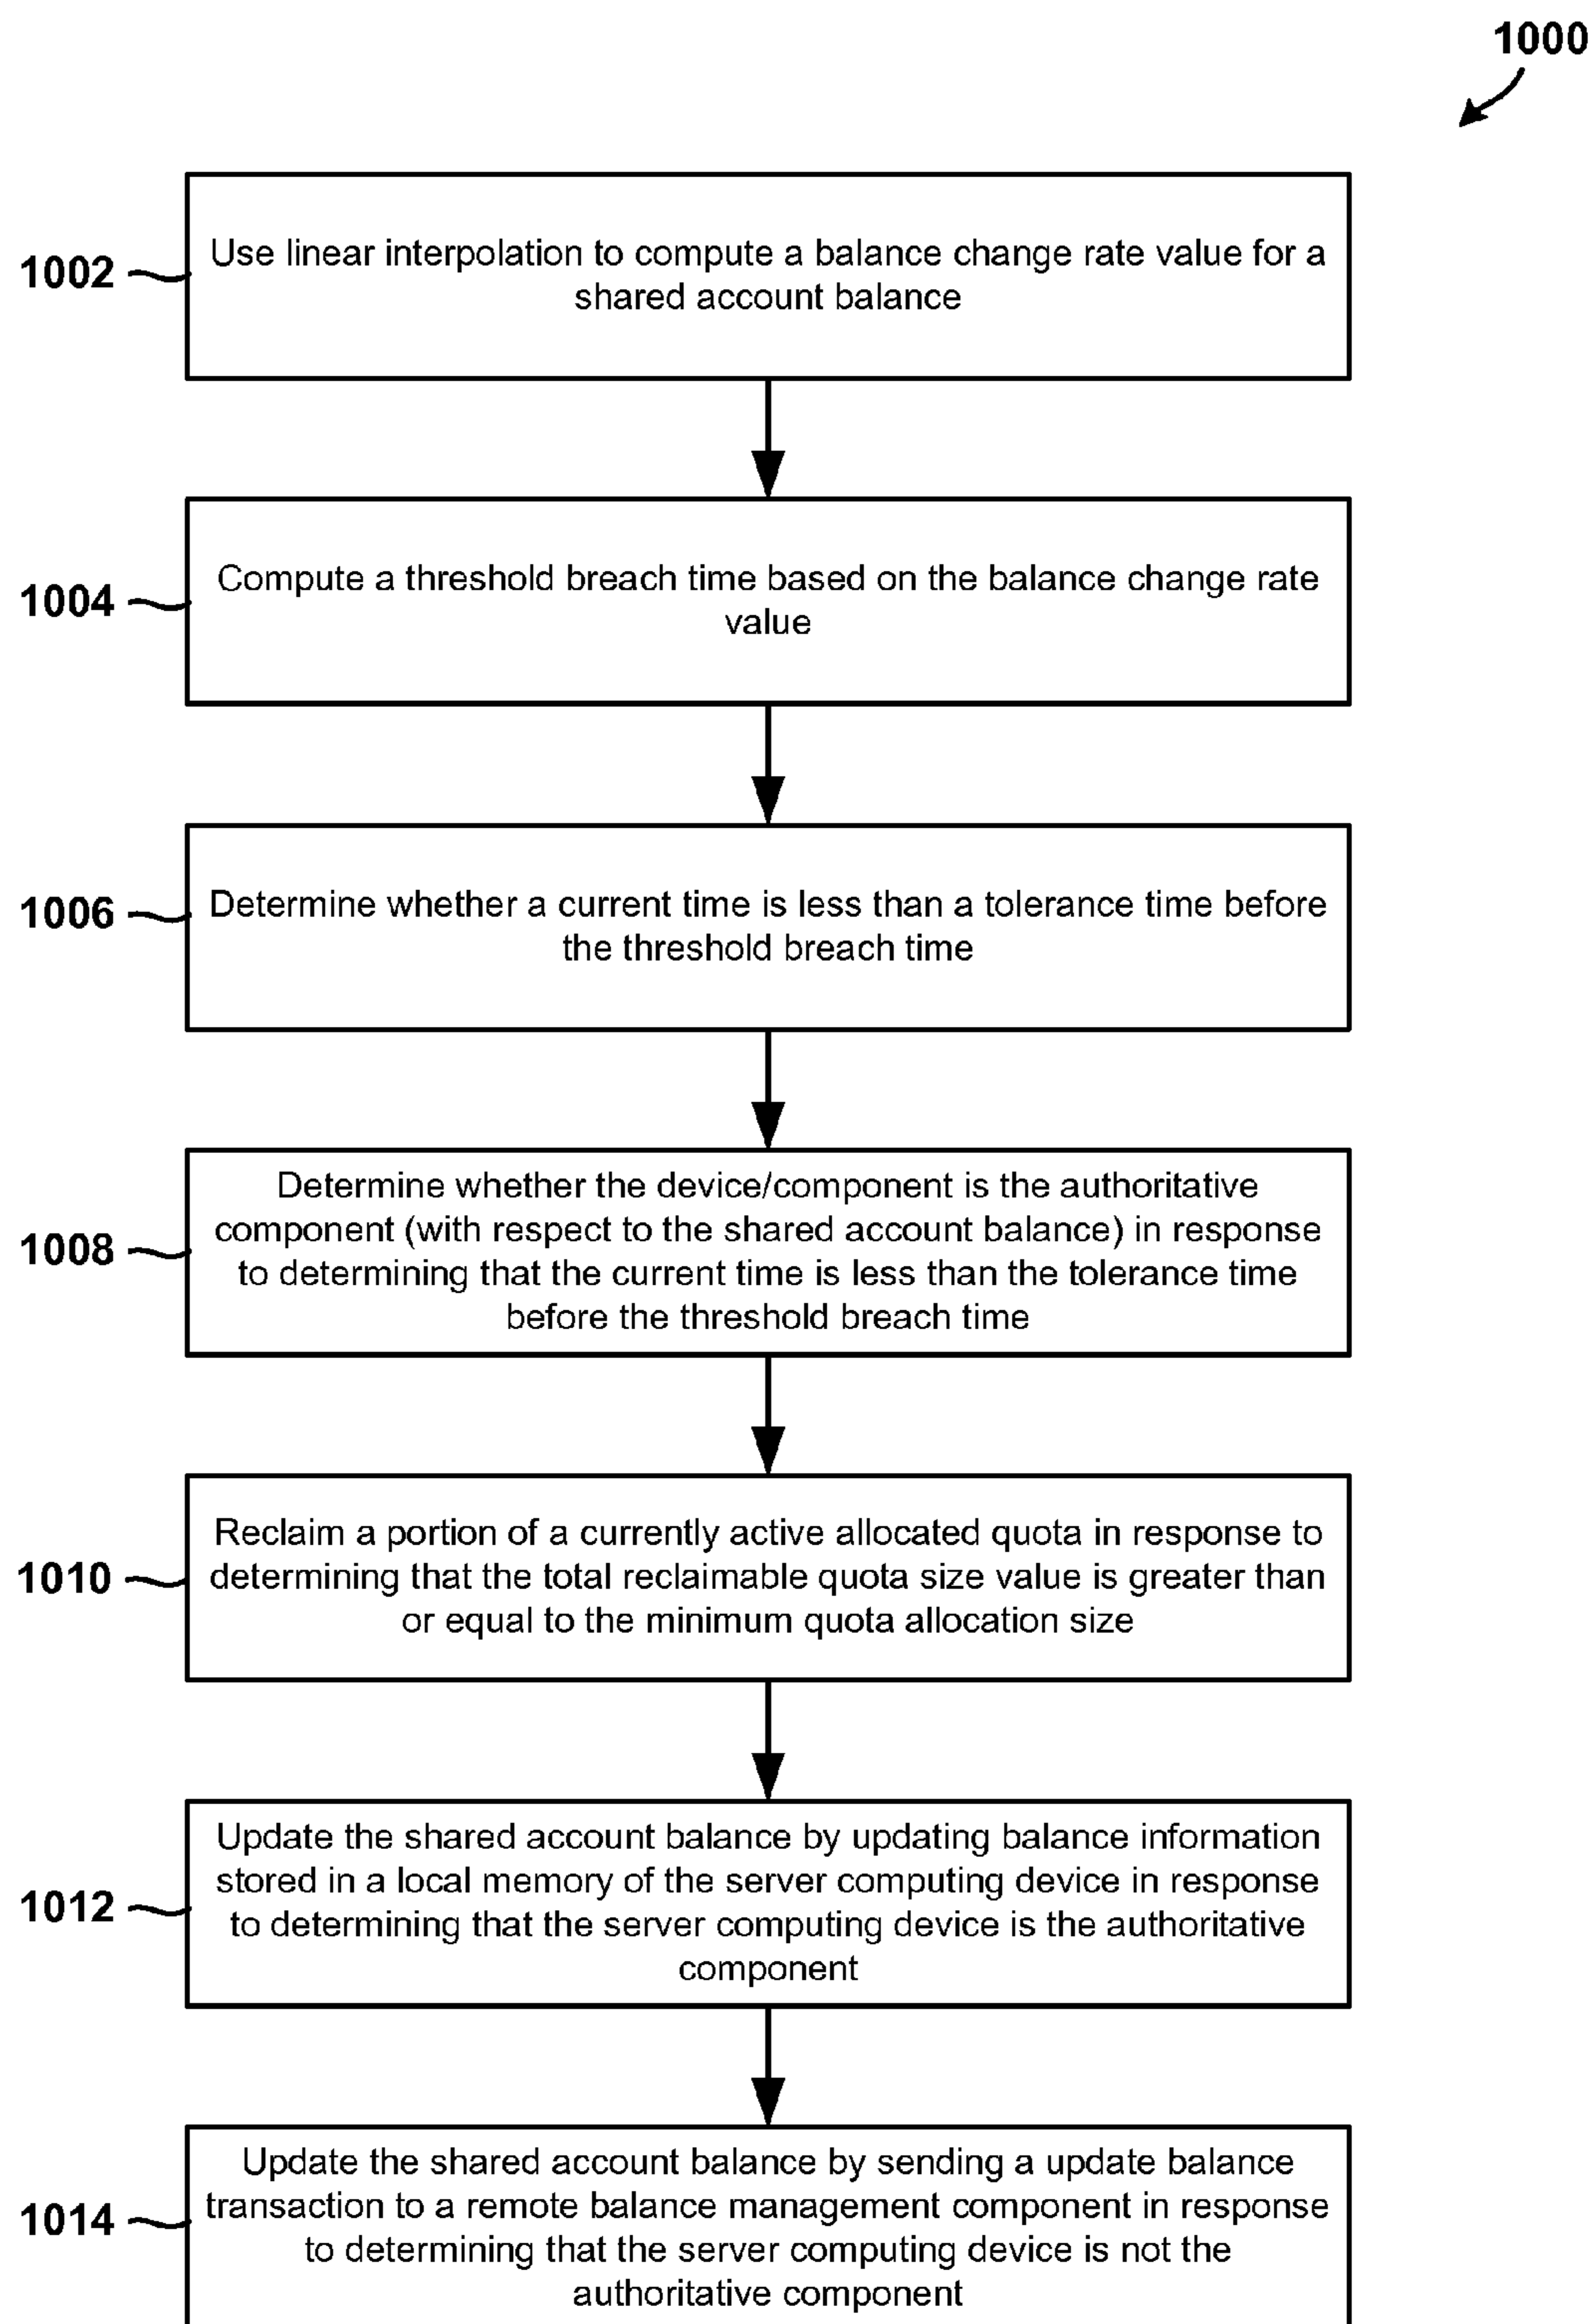 1000
1002
Use linear interpolation to compute a balance change rate value for a
shared account balance
1004
Compute a threshold breach time based on the balance change rate
value
1006
Determine whether a current time is less than a tolerance time before
the threshold breach time
1008
Determine whether the device/component is the authoritative
component (with respect to the shared account balance) in response
to determining that the current time is less than the tolerance time
before the threshold breach time
1010
Reclaim a portion of a currently active allocated quota in response to
determining that the total reclaimable quota size value is greater than
or equal to the minimum quota allocation size
1012
Update the shared account balance by updating balance information
stored in a local memory of the server computing device in response
to determining that the server computing device is the authoritative
component
1014
Update the shared account balance by sending a update balance
transaction to a remote balance management component in response
to determining that the server computing device is not the
authoritative component